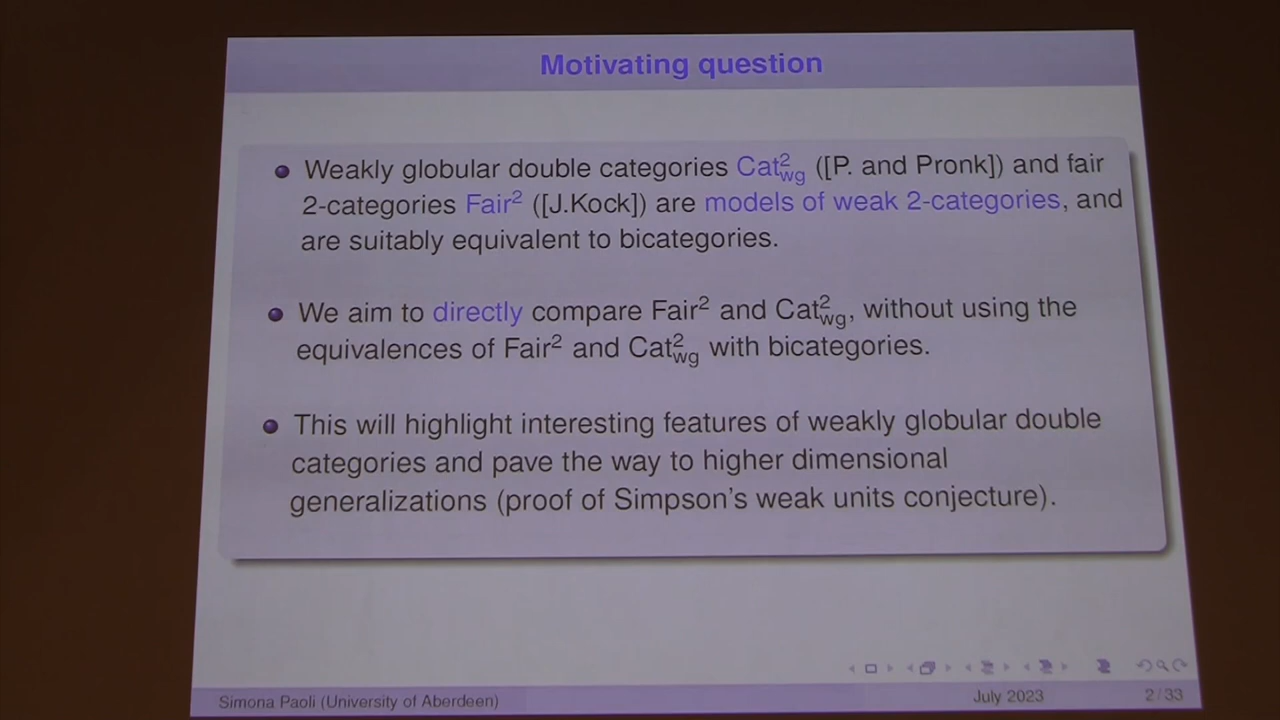 Motivating question
Weakly globular double categories Cat²wg ([P. and Pronk]) and fair
2-categories Fair² ([J.Kock]) are models of weak 2-categories, and
are suitably equivalent to bicategories.
We aim to directly compare Fair² and Cat²wg, without using the
equivalences of Fair² and Cat²wg with bicategories.
This will highlight interesting features of weakly globular double
categories and pave the way to higher dimensional
generalizations (proof of Simpson's weak units conjecture).
Simona Paoli (University of Aberdeen) July 2023 2/33